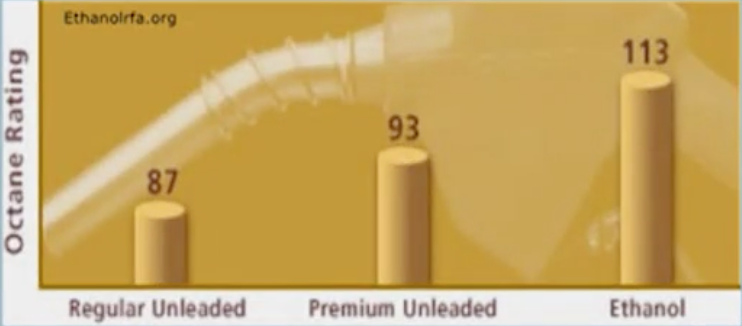 Ethanolrfa.org
Octane Rating
87
93
113
Regular Unleaded
Premium Unleaded
Ethanol